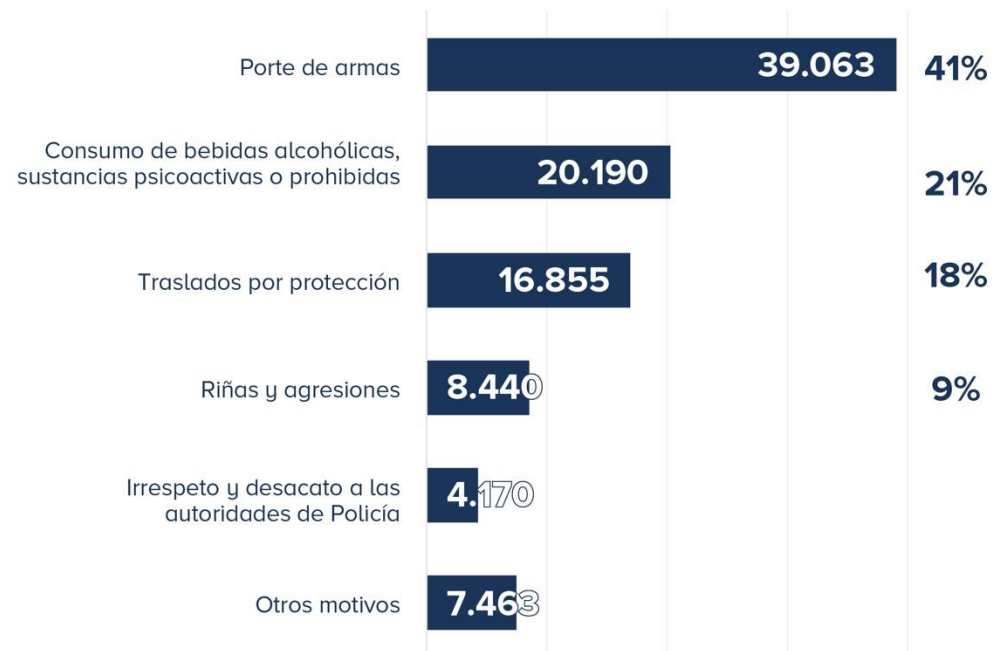 Porte de armas
39.063
41%
Consumo de bebidas alcohólicas,
sustancias psicoactivas o prohibidas
20.190
21%
Traslados por protección
16.855
18%
Riñas y agresiones
8.440
9%
Irrespeto y desacato a las
autoridades de Policía
4.170
Otros motivos
7.463